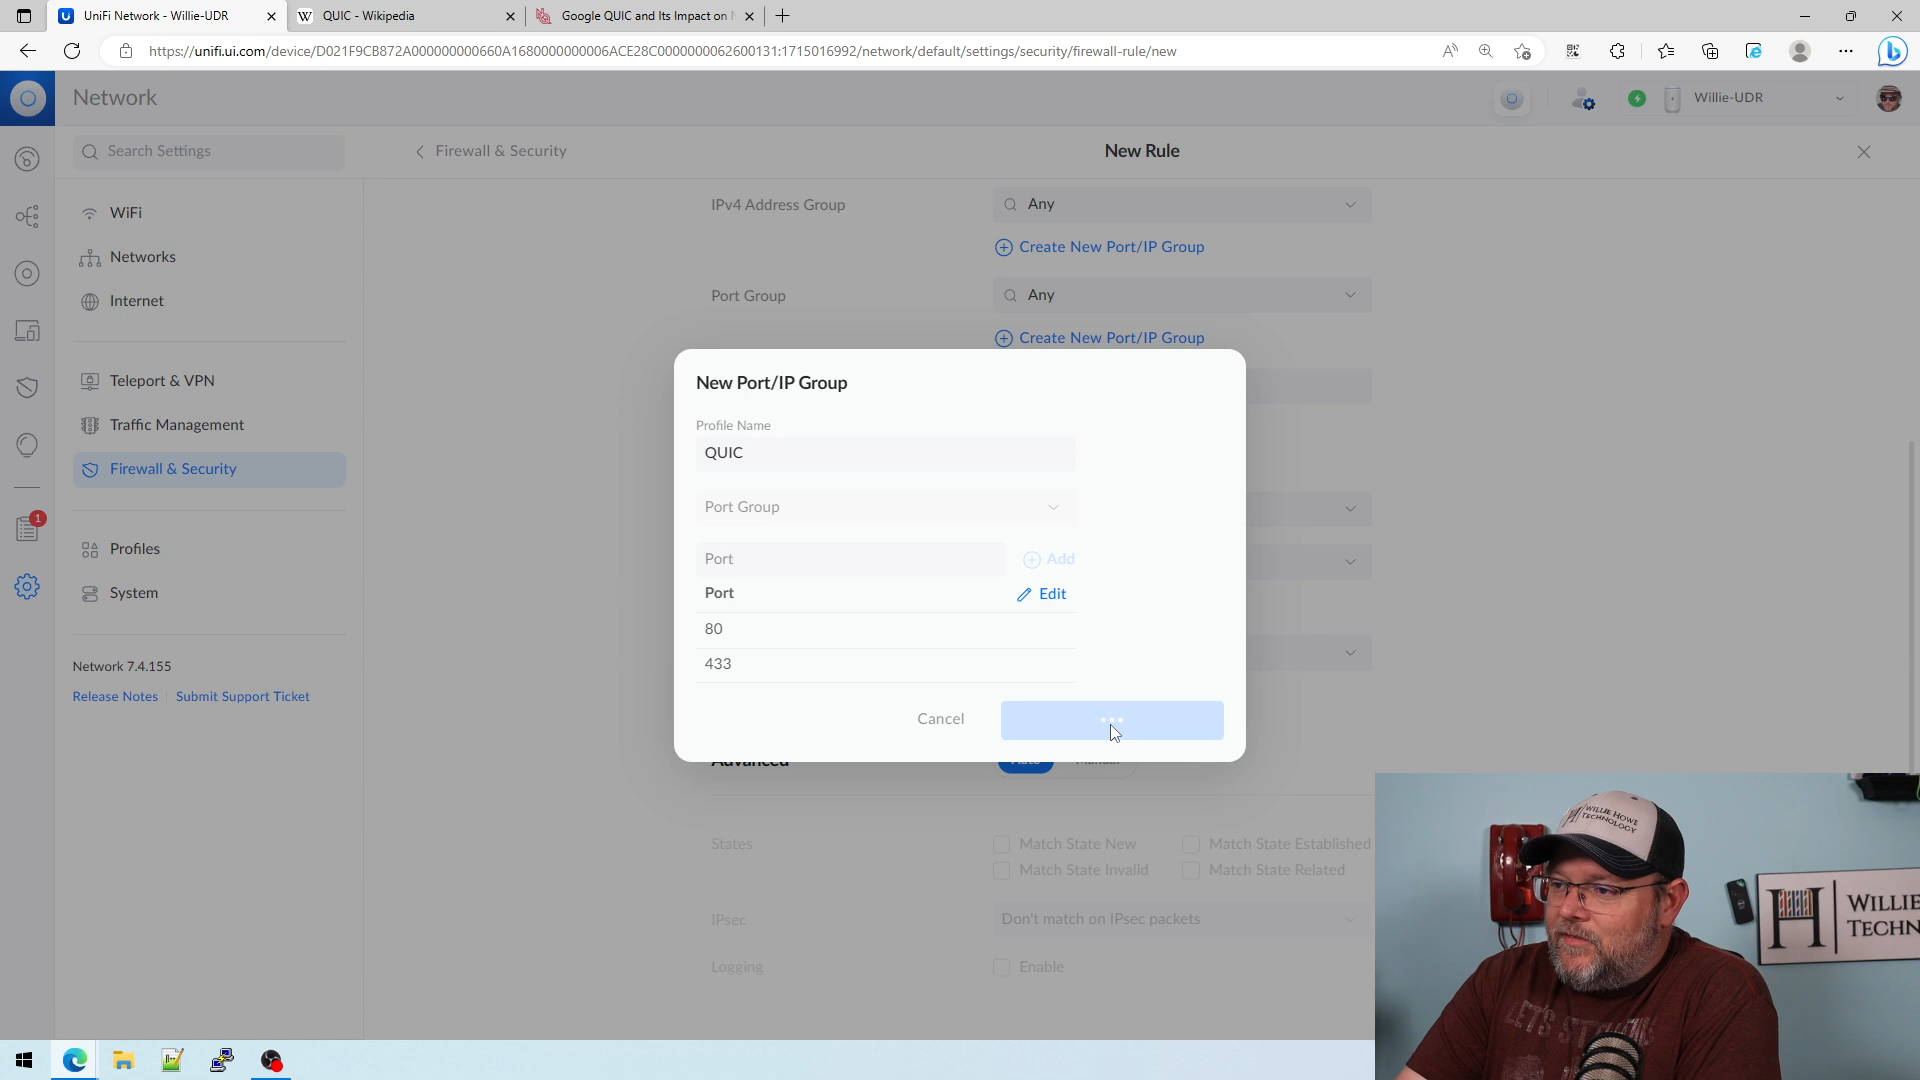 UniFi Network - Willie-UDR
QUIC - Wikipedia
Google QUIC and Its Impact on N
https://unifi.ui.com/device/D021F9CB872A000000000660A1680000000006ACE28C0000000062600131:1715016992/network/default/settings/security/firewall-rule/new
Network
Willie-UDR
Search Settings
Firewall & Security
New Rule
WiFi
Networks
Internet
Teleport & VPN
Traffic Management
Firewall & Security
1
Profiles
System
Network 7.4.155
Release Notes
Submit Support Ticket
IPv4 Address Group
Any
Create New Port/IP Group
Port Group
Any
Create New Port/IP Group
New Port/IP Group
Profile Name
QUIC
Port Group
Port
Add
Port
Edit
80
433
Cancel
Advanced
Auto
Manual
States
Match State New
Match State Established
Match State Invalid
Match State Related
IPsec
Don't match on IPsec packets
Logging
Enable
WILLIE HOWE
TECHNOLOGY
WILLIE
TECHN